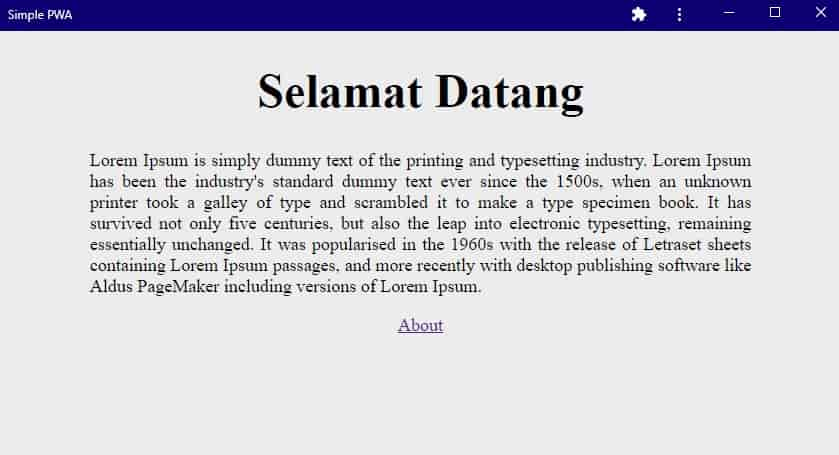 Simple PWA
Selamat Datang
Lorem Ipsum is simply dummy text of the printing and typesetting industry. Lorem Ipsum
has been the industry's standard dummy text ever since the 1500s, when an unknown
printer took a galley of type and scrambled it to make a type specimen book. It has
survived not only five centuries, but also the leap into electronic typesetting, remaining
essentially unchanged. It was popularised in the 1960s with the release of Letraset sheets
containing Lorem Ipsum passages, and more recently with desktop publishing software like
Aldus PageMaker including versions of Lorem Ipsum.
About